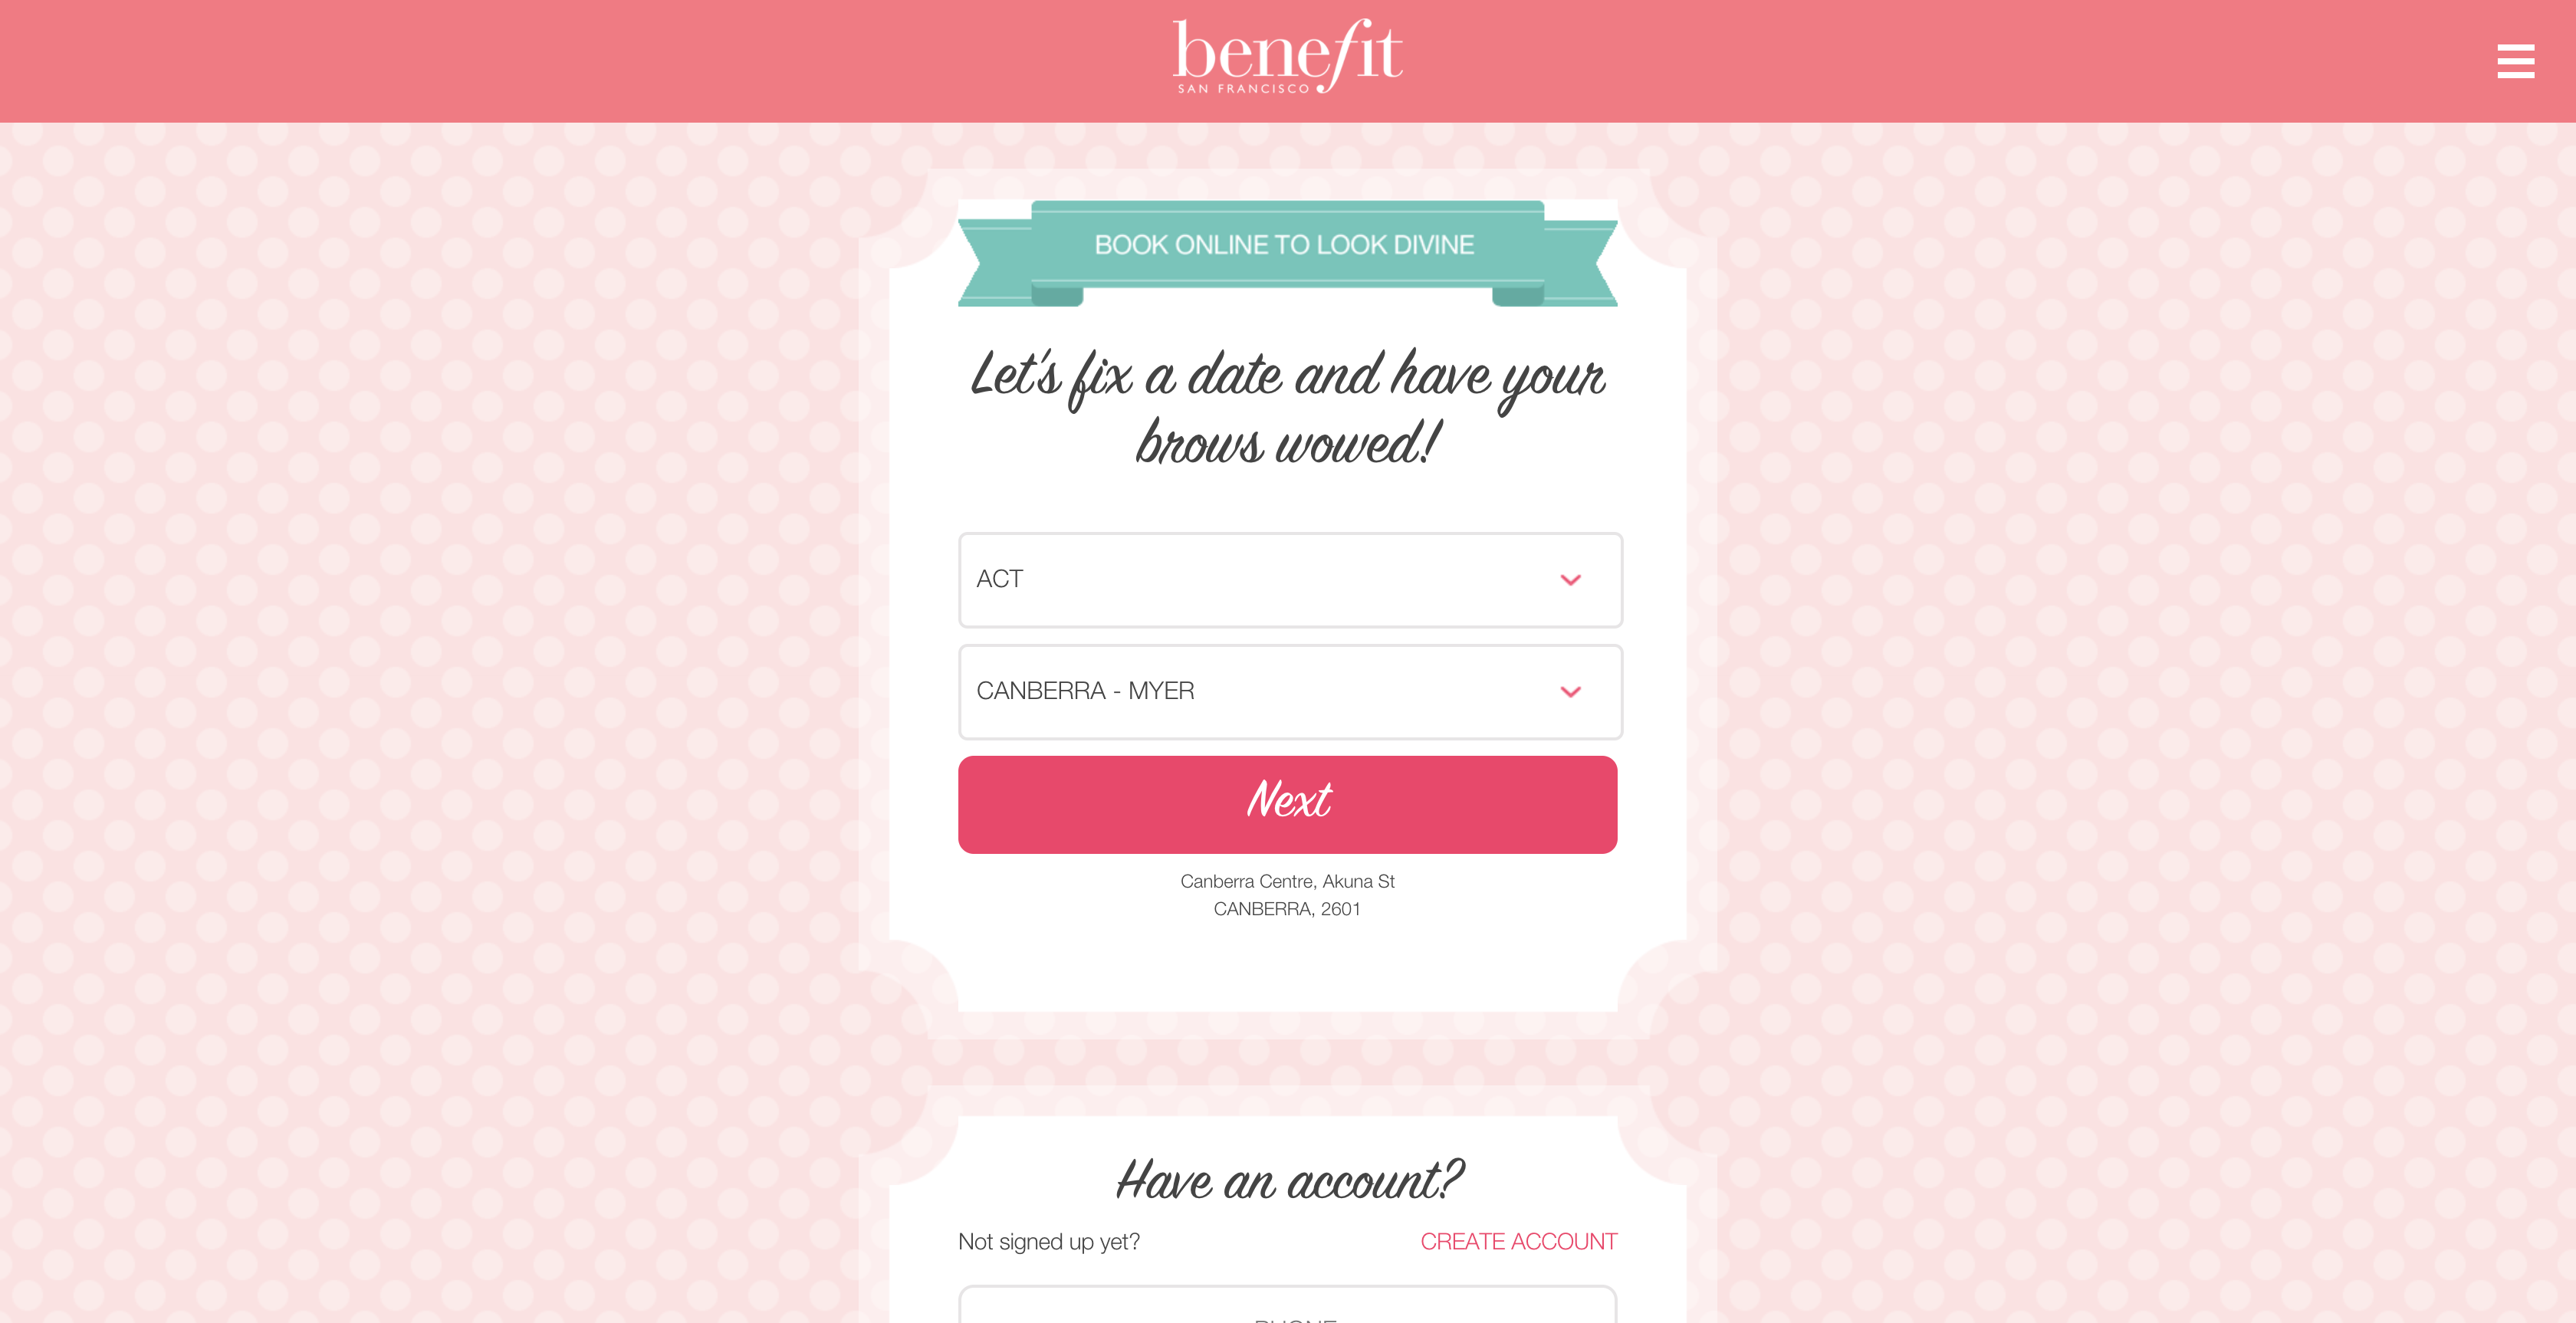 benefit
SAN FRANCISCO
BOOK ONLINE TO LOOK DIVINE
Let's fix a date and have your
brows wowed!
ACT
CANBERRA - MYER
Next
Canberra Centre, Akuna St
CANBERRA, 2601
Have an account?
Not signed up yet? CREATE ACCOUNT
PHONE